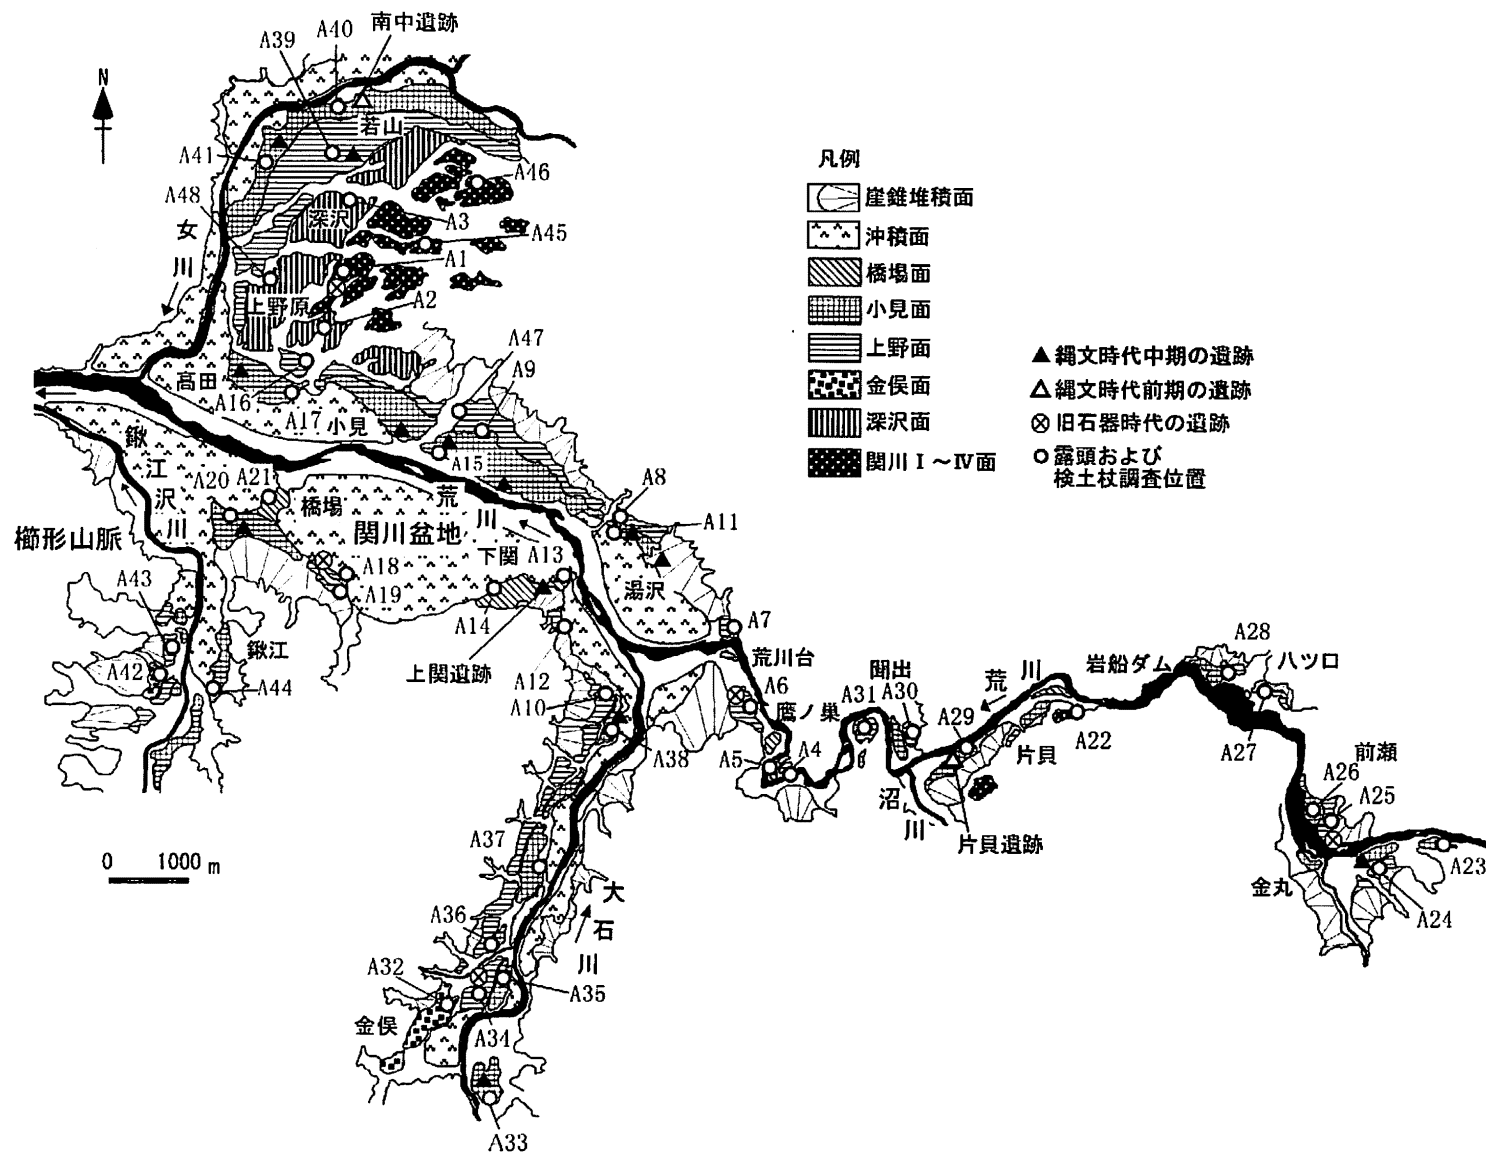 A40
南中遺跡
A39
N
若山
A41
A46
A48
深沢
A3
女
川
A45
A1
上野原
A2
A47
A9
高田
A16
A17
小見
鍬
江
沢
川
A15
A20
A21
荒
川
橋場
A8
A11
関川盆地
櫛形山脈
下関
A13
A18
湯沢
A43
A19
A14
A7
鍬江
上関遺跡
荒川台
A42
A44
A12
A10
A6
鷹ノ巣
A38
A5
A4
聞出
A31
A30
荒
川
岩船ダム
A28
八ツ口
A29
片貝
A22
A27
前瀬
沼
川
A26
A25
片貝遺跡
A23
金丸
A24
0 1000 m
A37
大
石
川
A36
A32
A35
金俣
A34
A33
凡例
崖錐堆積面
沖積面
橋場面
小見面
上野面
金俣面
深沢面
関川Ⅰ～Ⅳ面
縄文時代中期の遺跡
縄文時代前期の遺跡
旧石器時代の遺跡
露頭および
検土杖調査位置